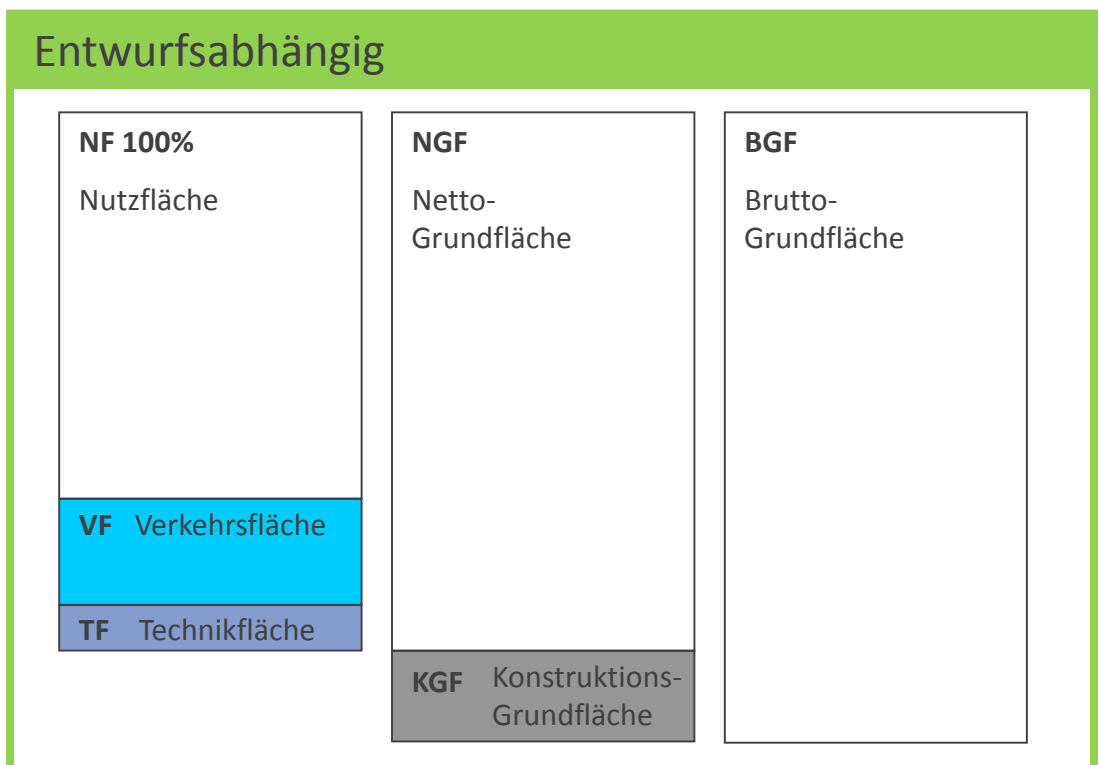 Entwurfsabhängig
NF 100%
Nutzfläche
VF Verkehrsfläche
TF Technikfläche
NGF
Netto-
Grundfläche
KGF Konstruktions-
Grundfläche
BGF
Brutto-
Grundfläche